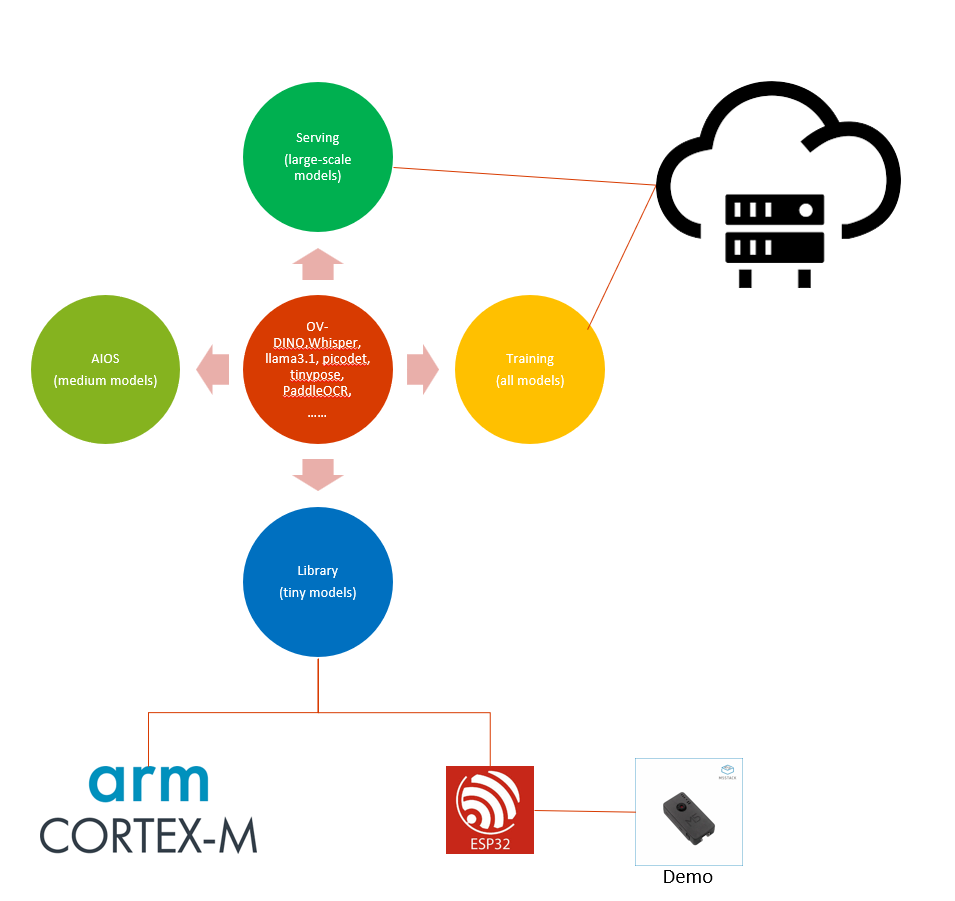 Serving
(large-scale
models)
OV-
DINO,Whisper,
llama3.1, picodet,
tinypose,
PaddleOCR,
......
AIOS
(medium models)
Training
(all models)
Library
(tiny models)
arm
CORTEX-M
ESP32
M5STACK
Demo